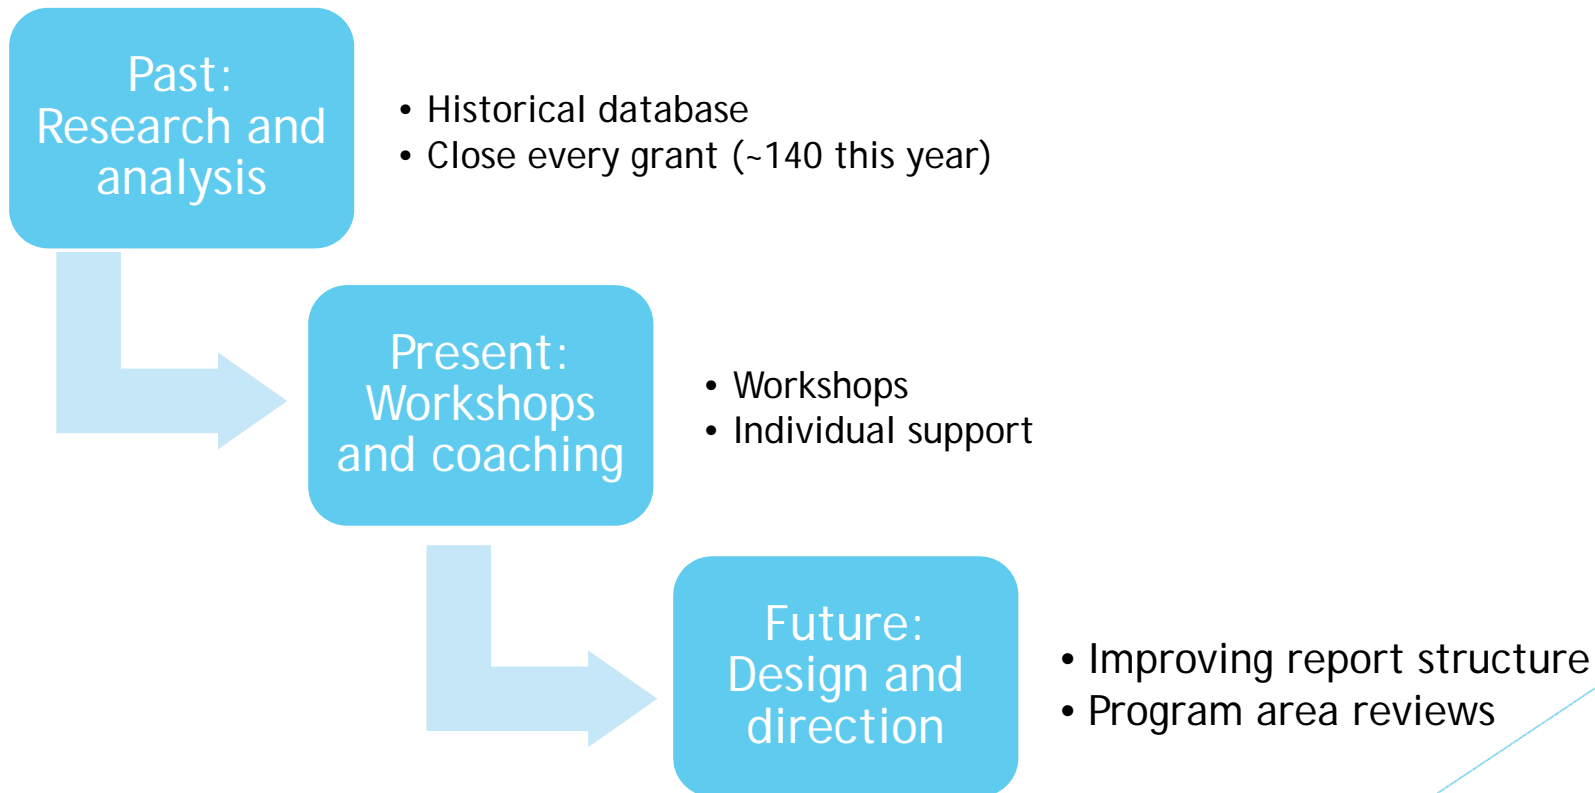 Past:
Research and
analysis
• Historical database
• Close every grant (~140 this year)
Present:
Workshops
and coaching
• Workshops
• Individual support
Future:
Design and
direction
• Improving report structure
• Program area reviews